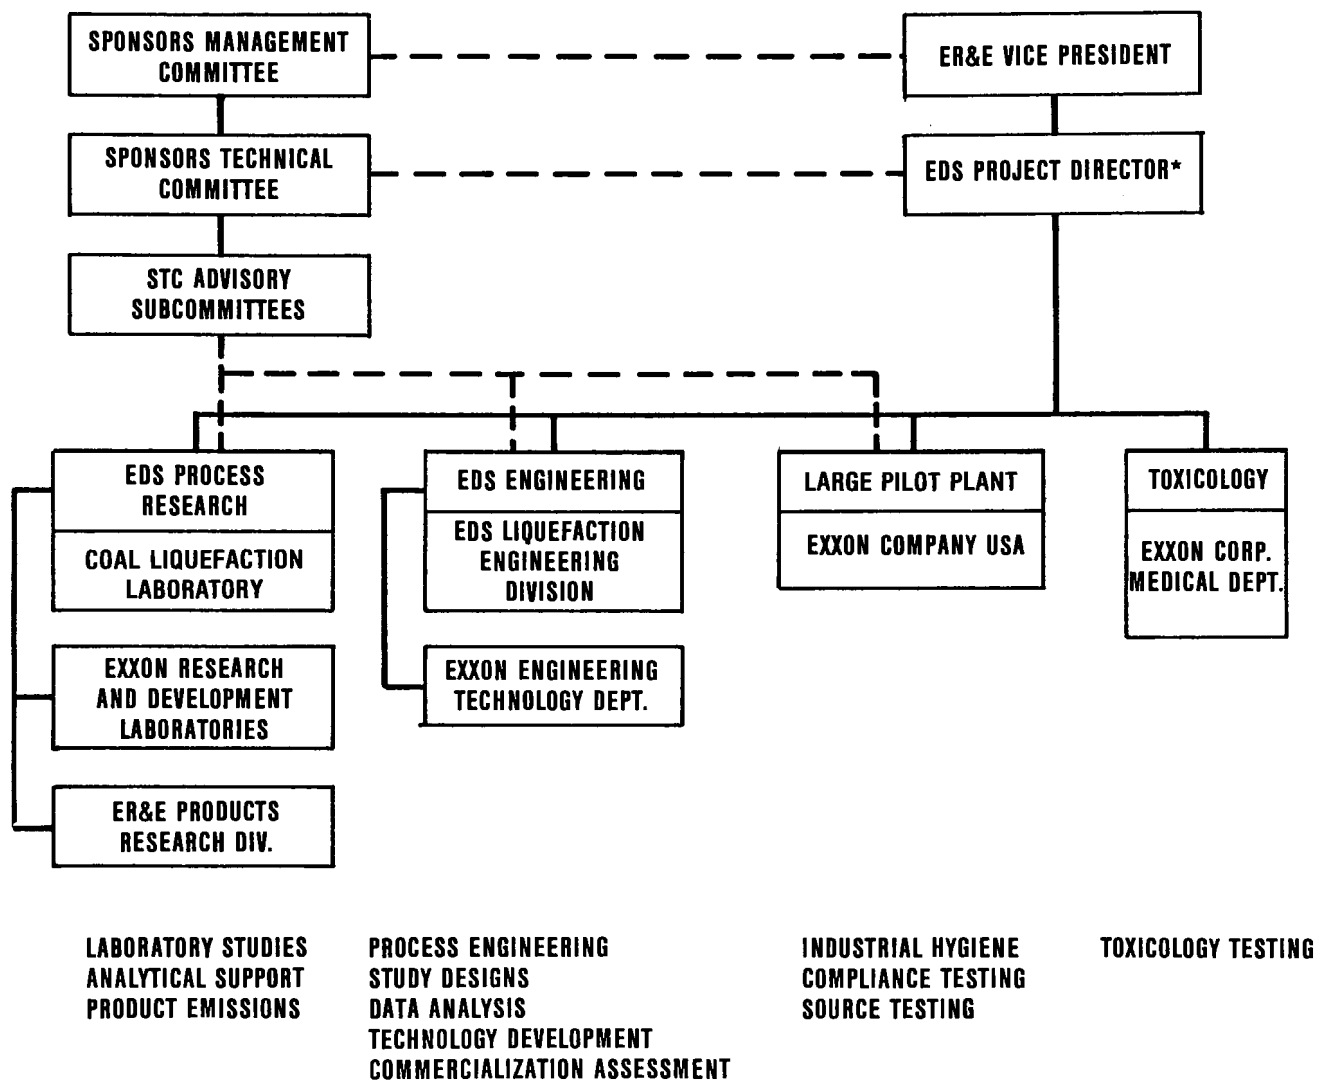 SPONSORS MANAGEMENT
COMMITTEE
ER&E VICE PRESIDENT
SPONSORS TECHNICAL
COMMITTEE
EDS PROJECT DIRECTOR*
STC ADVISORY
SUBCOMMITTEES
EDS PROCESS
RESEARCH
COAL LIQUEFACTION
LABORATORY
EXXON RESEARCH
AND DEVELOPMENT
LABORATORIES
ER&E PRODUCTS
RESEARCH DIV.
EDS ENGINEERING
EDS LIQUEFACTION
ENGINEERING
DIVISION
EXXON ENGINEERING
TECHNOLOGY DEPT.
LARGE PILOT PLANT
EXXON COMPANY USA
TOXICOLOGY
EXXON CORP.
MEDICAL DEPT.
LABORATORY STUDIES
ANALYTICAL SUPPORT
PRODUCT EMISSIONS
PROCESS ENGINEERING
STUDY DESIGNS
DATA ANALYSIS
TECHNOLOGY DEVELOPMENT
COMMERCIALIZATION ASSESSMENT
INDUSTRIAL HYGIENE
COMPLIANCE TESTING
SOURCE TESTING
TOXICOLOGY TESTING